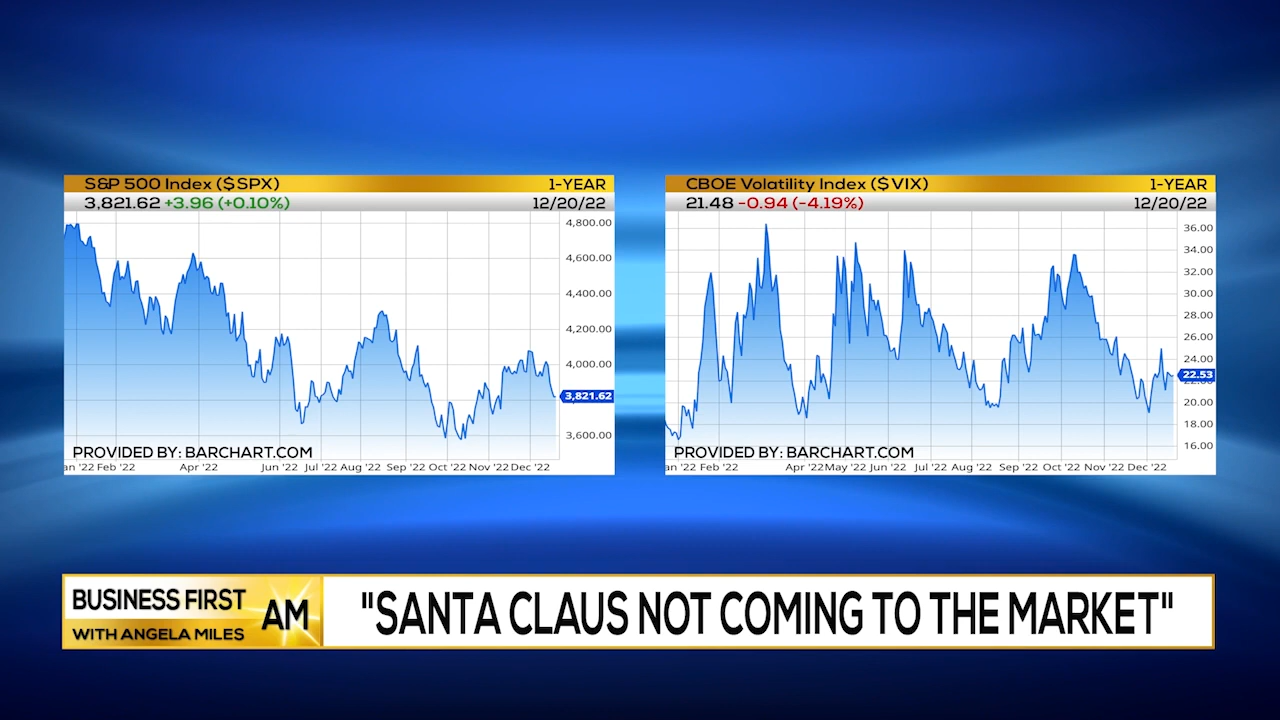 S&P 500 Index ($SPX) 1-YEAR
3,821.62 +3.96 (+0.10%) 12/20/22
4,800.00
4,600.00
4,400.00
4,200.00
4,000.00
3,821.62
3,600.00
PROVIDED BY: BARCHART.COM
an '22 Feb '22 Apr '22 Jun '22 Jul '22 Aug '22 Sep '22 Oct '22 Nov '22 Dec '22
CBOE Volatility Index ($VIX) 1-YEAR
21.48 -0.94 (-4.19%) 12/20/22
36.00
34.00
32.00
30.00
28.00
26.00
24.00
22.53
22.00
20.00
18.00
16.00
PROVIDED BY: BARCHART.COM
an '22 Feb '22 Apr '22 May '22 Jun '22 Jul '22 Aug '22 Sep '22 Oct '22 Nov '22 Dec '22
BUSINESS FIRST AM
WITH ANGELA MILES
"SANTA CLAUS NOT COMING TO THE MARKET"